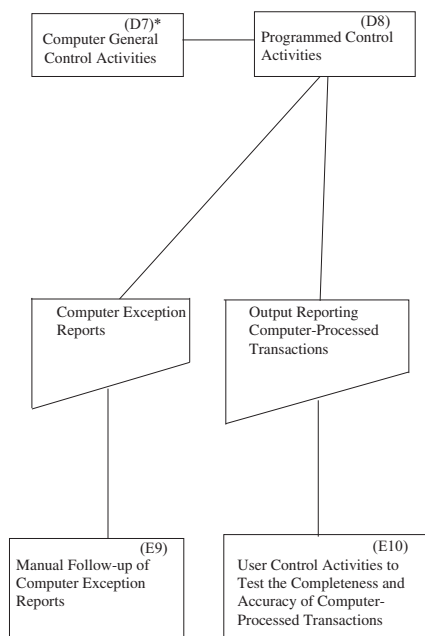 (D7)*
Computer General
Control Activities
(D8)
Programmed Control
Activities
Computer Exception
Reports
Output Reporting
Computer-Processed
Transactions
(E9)
Manual Follow-up of
Computer Exception
Reports
(E10)
User Control Activities to
Test the Completeness and
Accuracy of Computer-
Processed Transactions